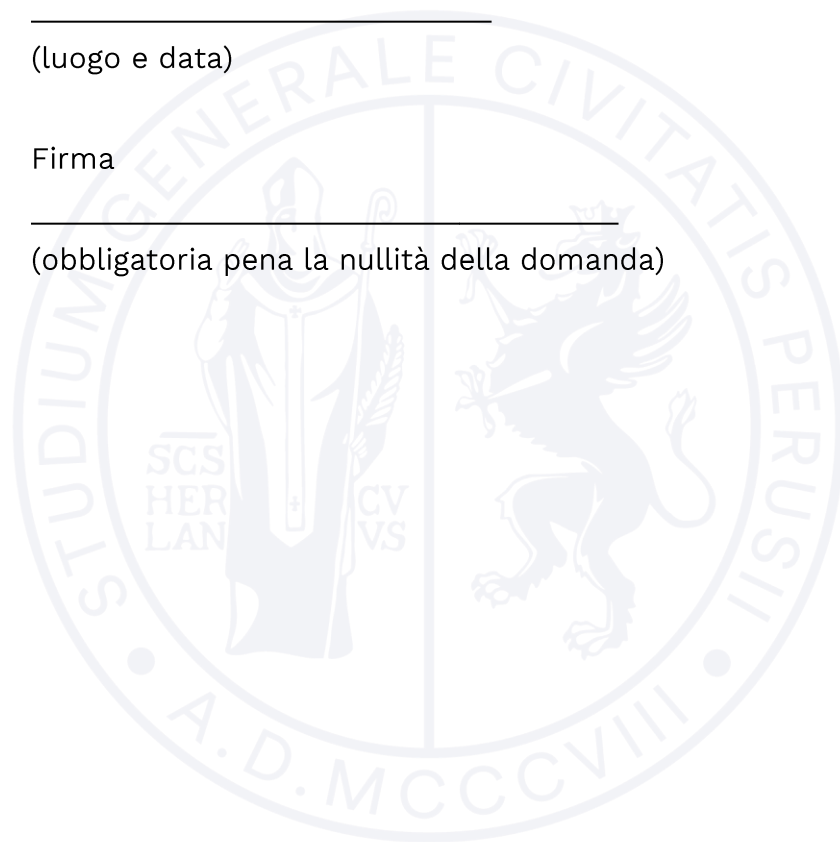 (luogo e data)
Firma
(obbligatoria pena la nullità della domanda)
STUDIUM GENERALE CIVITATIS PERUSII
A.D.MCCCVIII
SCS
HER CV
LAN VS